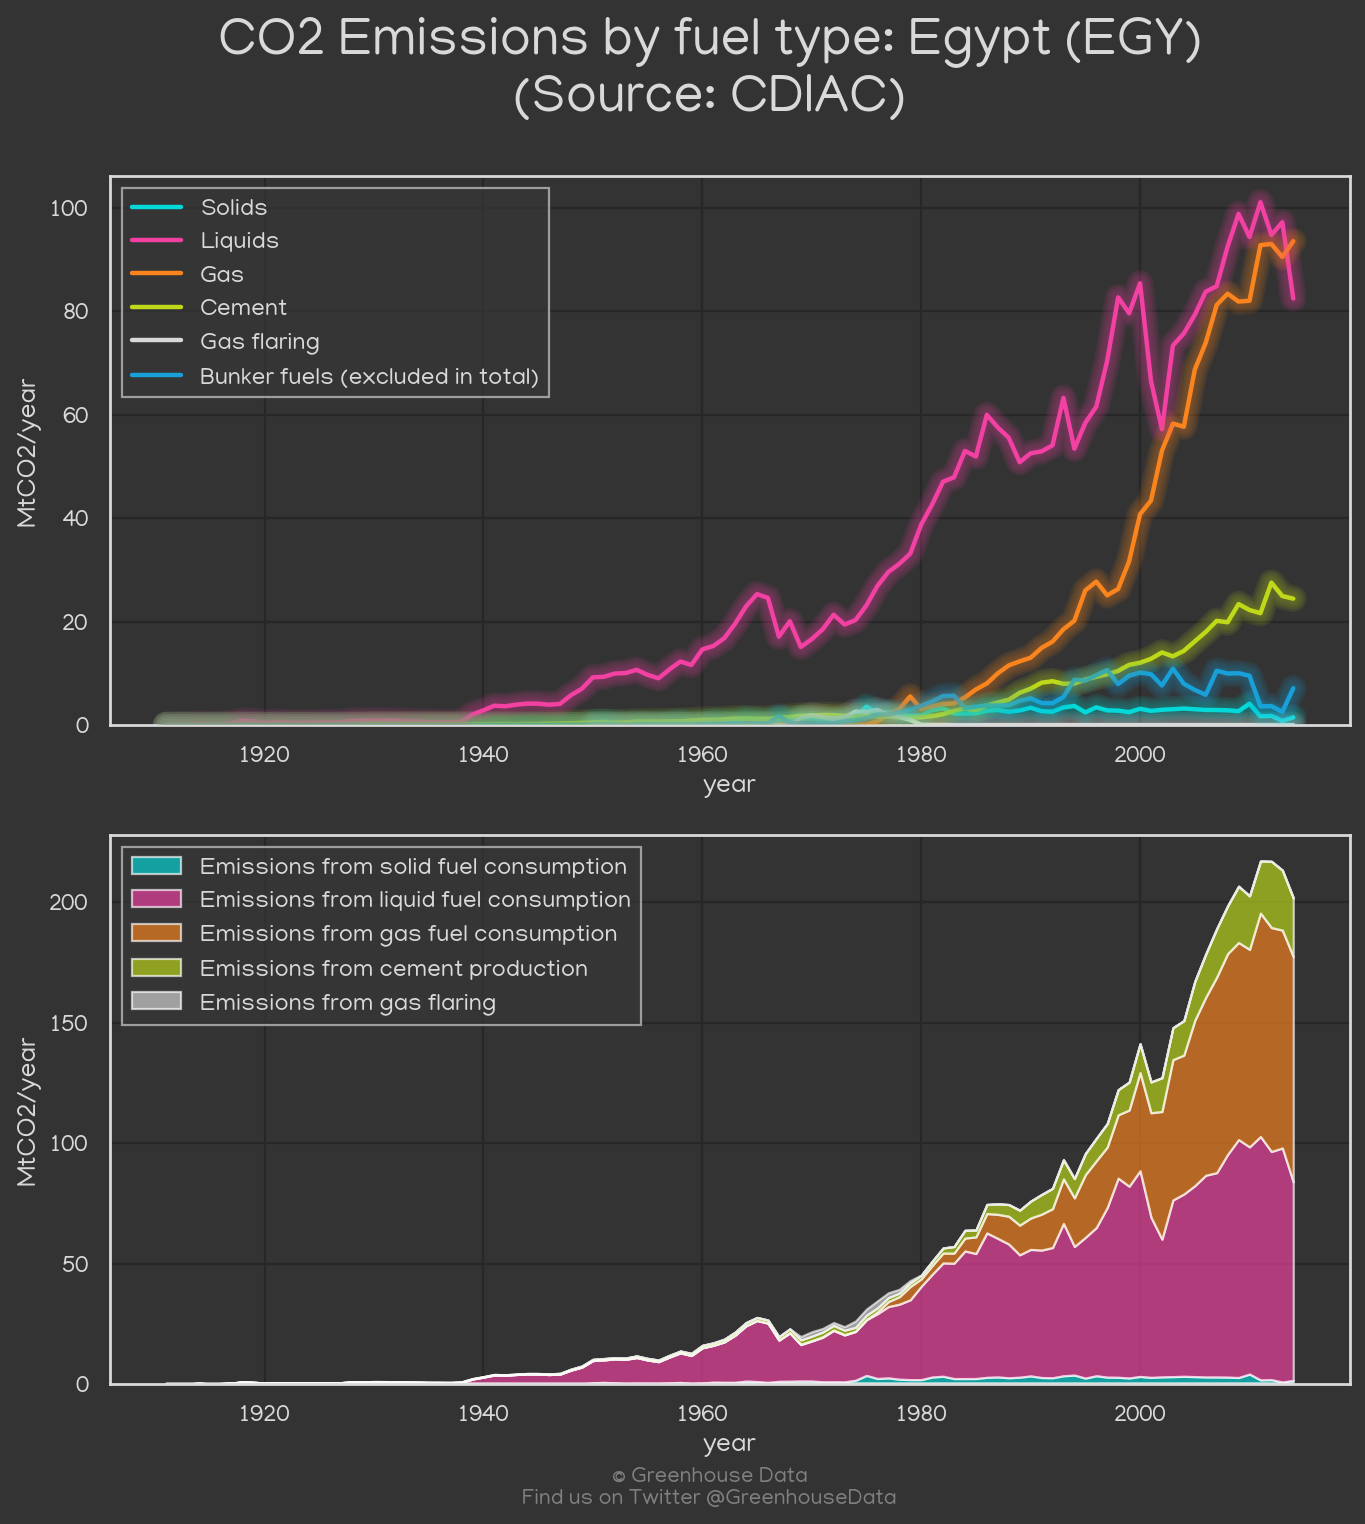 CO2 Emissions by fuel type: Egypt (EGY)
(Source: CDIAC)
Solids
Liquids
Gas
Cement
Gas flaring
Bunker fuels (excluded in total)
100
80
60
40
20
0
MtCO2/year
1920 1940 1960 1980 2000
year
Emissions from solid fuel consumption
Emissions from liquid fuel consumption
Emissions from gas fuel consumption
Emissions from cement production
Emissions from gas flaring
200
150
100
50
0
MtCO2/year
1920 1940 1960 1980 2000
year
© Greenhouse Data
Find us on Twitter @GreenhouseData